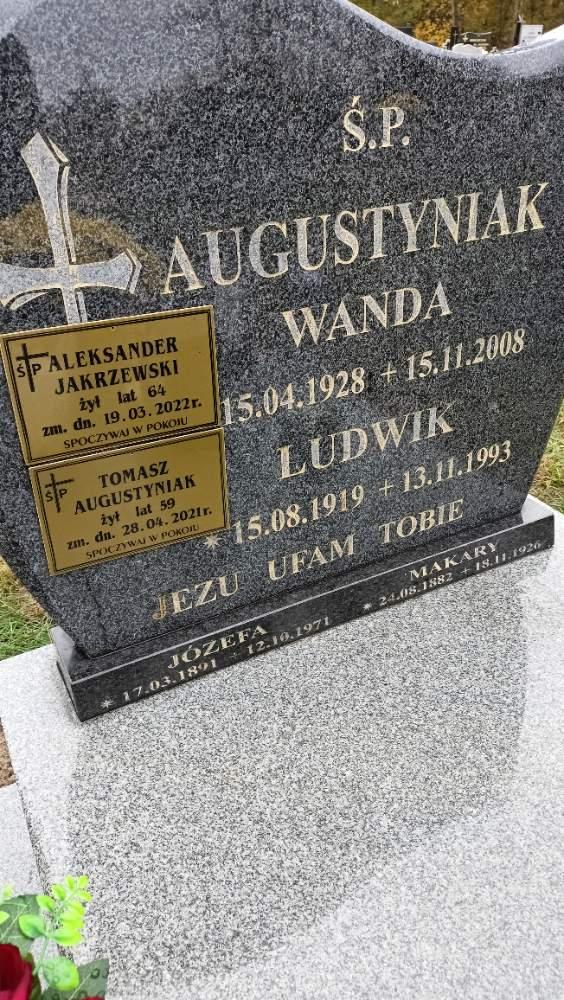 Ś.P.
AUGUSTYNIAK
WANDA
15.04.1928 + 15.11.2008
LUDWIK
* 15.08.1919 + 13.11.1993
JEZU UFAM TOBIE
ŚP ALEKSANDER
JAKRZEWSKI
żył lat 64
zm. dn. 19.03.2022r.
SPOCZYWAJ W POKOJU
ŚP TOMASZ
AUGUSTYNIAK
żył lat 59
zm. dn. 28.04.2021r.
SPOCZYWAJ W POKOJU
JÓZEFA
* 17.03.1891 12.10.1971
MAKARY
* 24.08.1882 + 18.11.1926